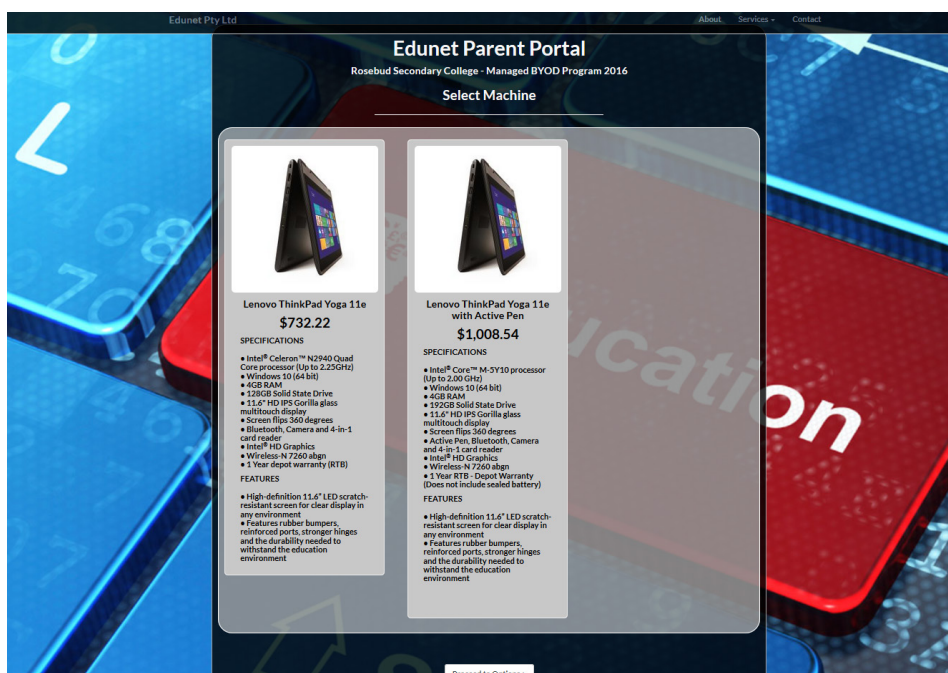 Edunet Pty Ltd
About Services Contact
Edunet Parent Portal
Rosebud Secondary College - Managed BYOD Program 2016
Select Machine
Lenovo ThinkPad Yoga 11e
$732.22
SPECIFICATIONS
● Intel® Celeron™ N2940 Quad
Core processor (Up to 2.25GHz)
● Windows 10 (64 bit)
● 4GB RAM
● 128GB Solid State Drive
● 11.6" HD IPS Gorilla glass
multitouch display
● Screen flips 360 degrees
● Bluetooth, Camera and 4-in-1
card reader
● Intel® HD Graphics
● Wireless-N 7260 abgn
● 1 Year depot warranty (RTB)
FEATURES
● High-definition 11.6" LED scratch-
resistant screen for clear display in
any environment
● Features rubber bumpers,
reinforced ports, stronger hinges
and the durability needed to
withstand the education
environment
Lenovo ThinkPad Yoga 11e
with Active Pen
$1,008.54
SPECIFICATIONS
● Intel® Core™ M-5Y10 processor
(Up to 2.00 GHz)
● Windows 10 (64 bit)
● 4GB RAM
● 192GB Solid State Drive
● 11.6" HD IPS Gorilla glass
multitouch display
● Screen flips 360 degrees
● Active Pen, Bluetooth, Camera
and 4-in-1 card reader
● Intel® HD Graphics
● Wireless-N 7260 abgn
● 1 Year RTB - Depot Warranty
(Does not include sealed battery)
FEATURES
● High-definition 11.6" LED scratch-
resistant screen for clear display in
any environment
● Features rubber bumpers,
reinforced ports, stronger hinges
and the durability needed to
withstand the education
environment
L
ucation